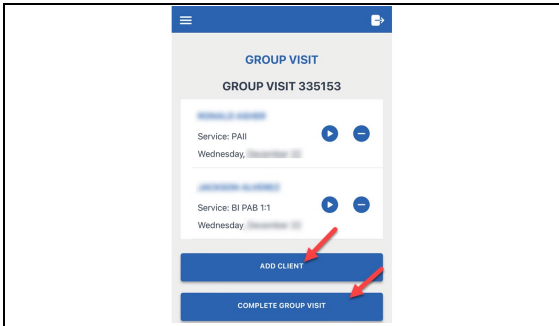 GROUP VISIT
GROUP VISIT 335153
Service: PAII
Wednesday,
Service: BI PAB 1:1
Wednesday
ADD CLIENT
COMPLETE GROUP VISIT